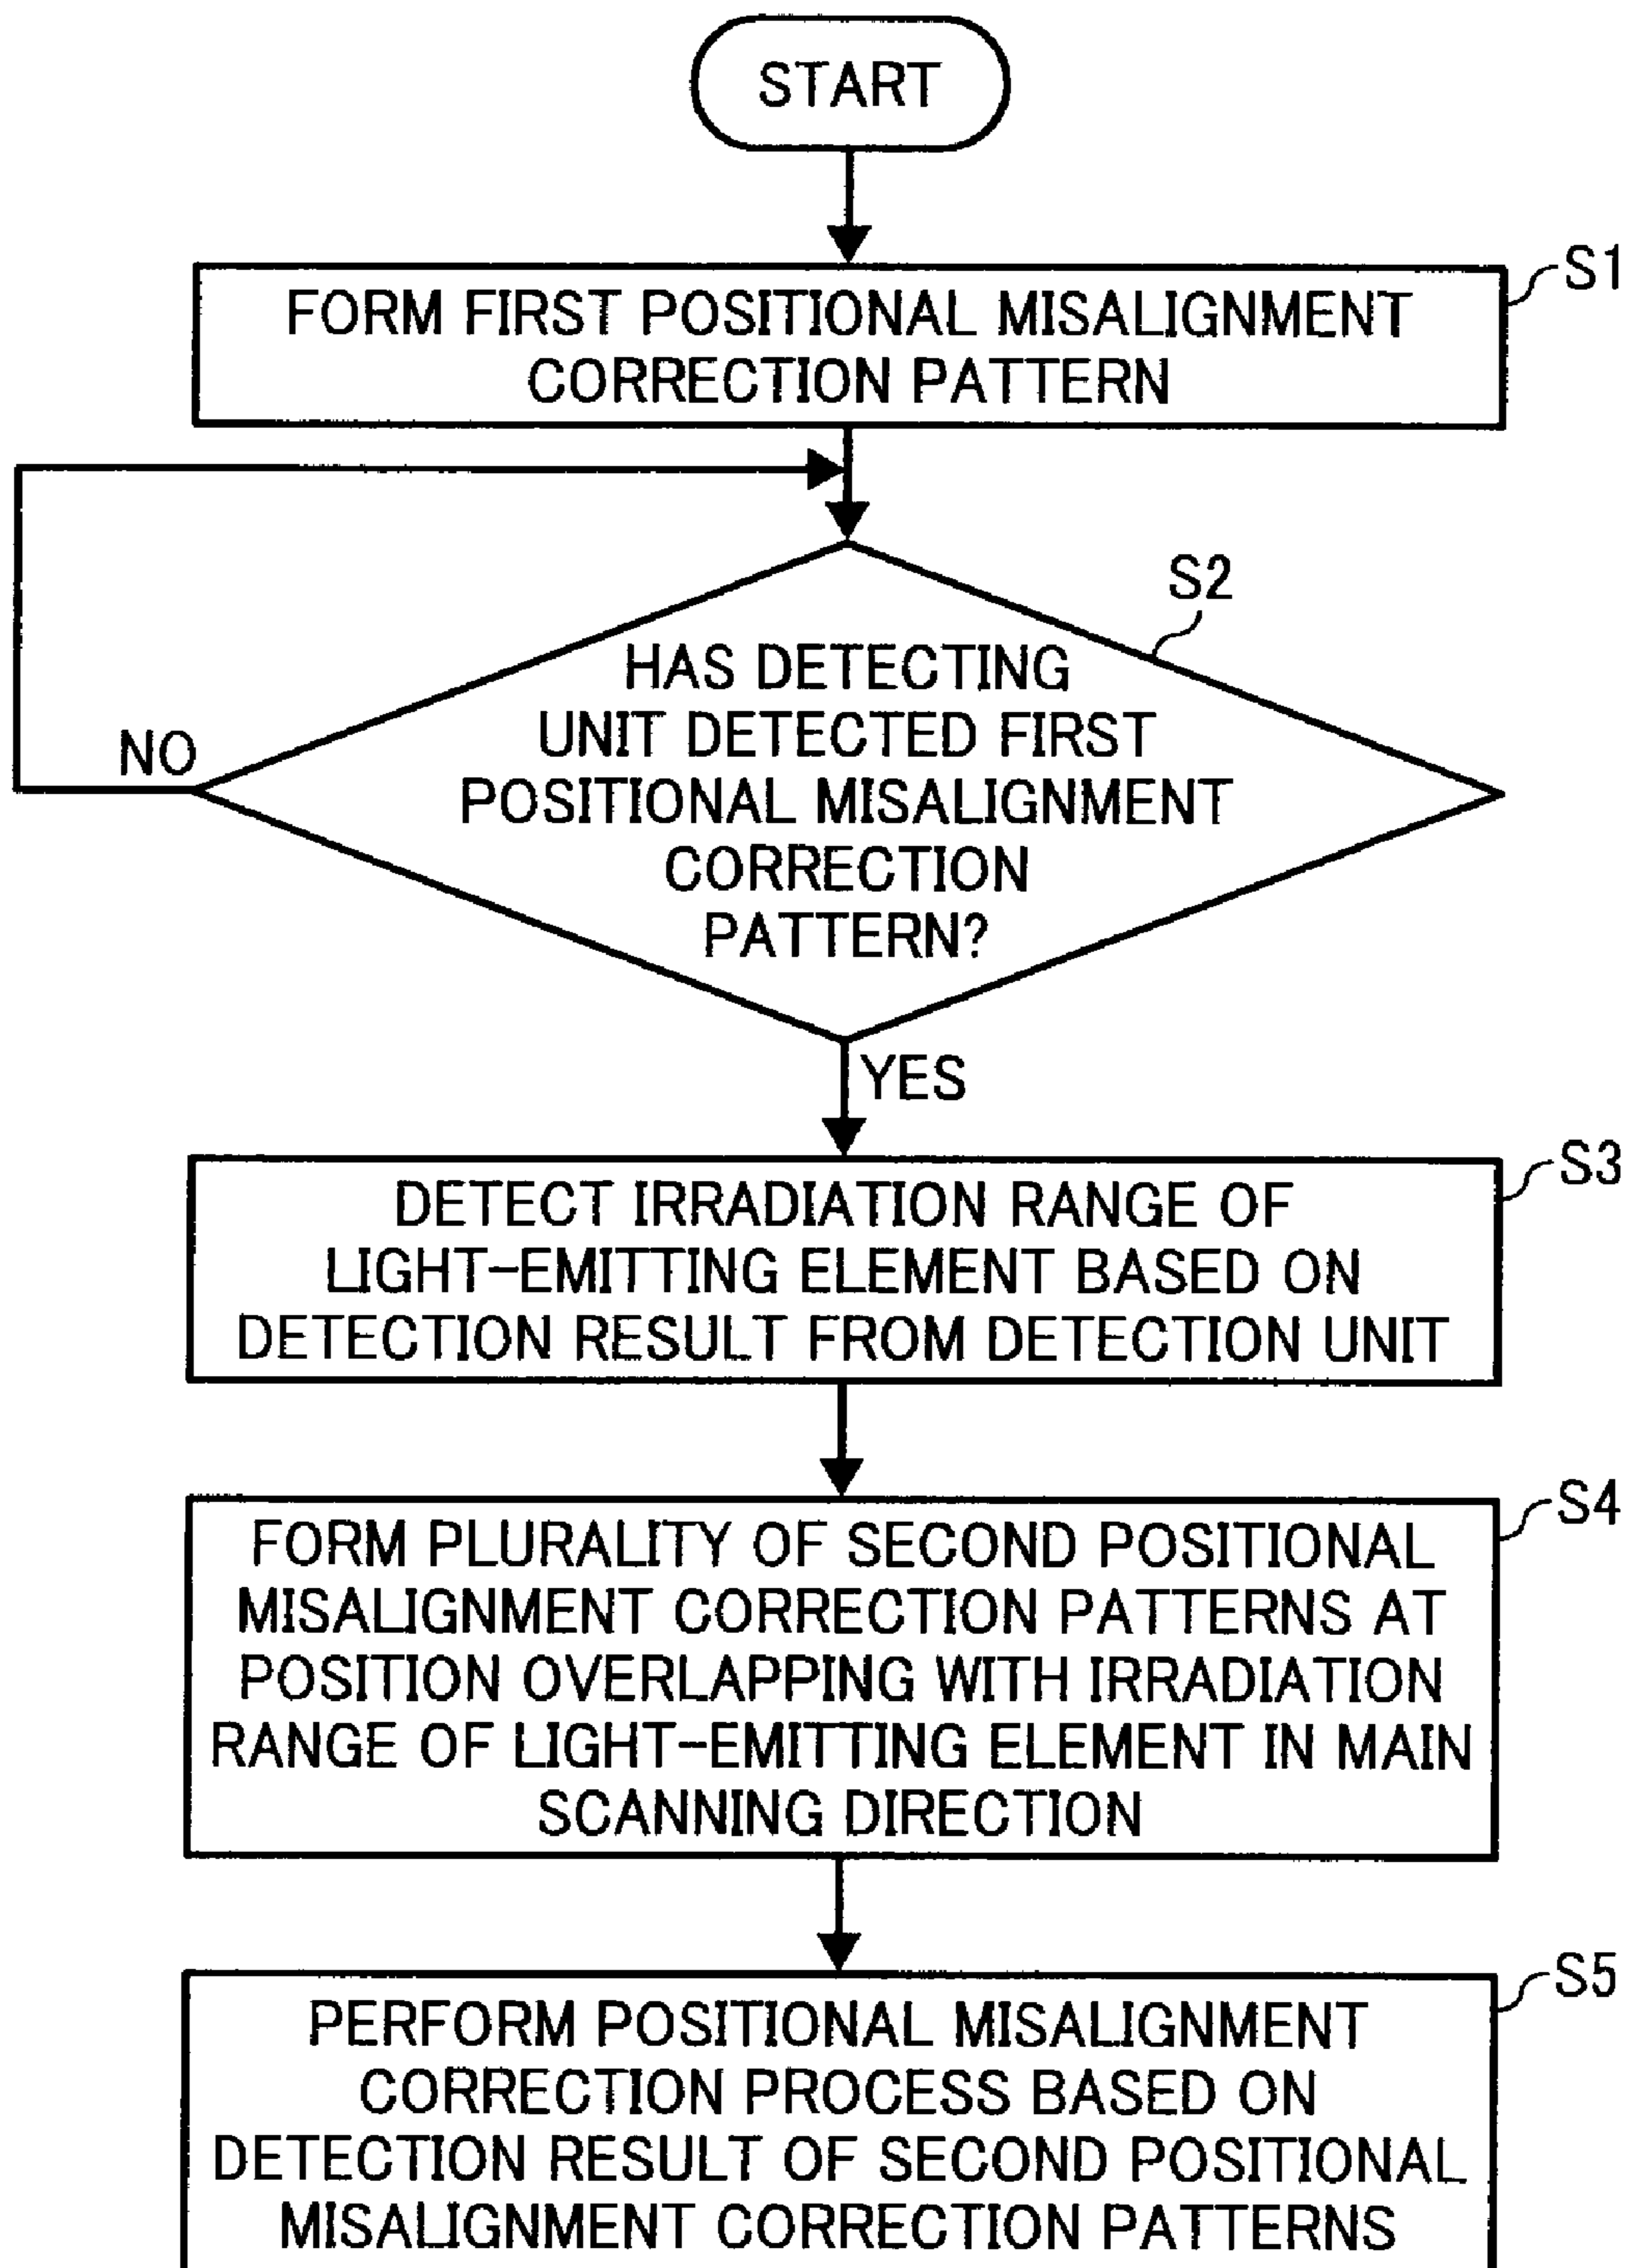 START
S1
FORM FIRST POSITIONAL MISALIGNMENT
CORRECTION PATTERN
S2
HAS DETECTING
UNIT DETECTED FIRST
POSITIONAL MISALIGNMENT
CORRECTION
PATTERN?
NO
YES
S3
DETECT IRRADIATION RANGE OF
LIGHT-EMITTING ELEMENT BASED ON
DETECTION RESULT FROM DETECTION UNIT
S4
FORM PLURALITY OF SECOND POSITIONAL
MISALIGNMENT CORRECTION PATTERNS AT
POSITION OVERLAPPING WITH IRRADIATION
RANGE OF LIGHT-EMITTING ELEMENT IN MAIN
SCANNING DIRECTION
S5
PERFORM POSITIONAL MISALIGNMENT
CORRECTION PROCESS BASED ON
DETECTION RESULT OF SECOND POSITIONAL
MISALIGNMENT CORRECTION PATTERNS